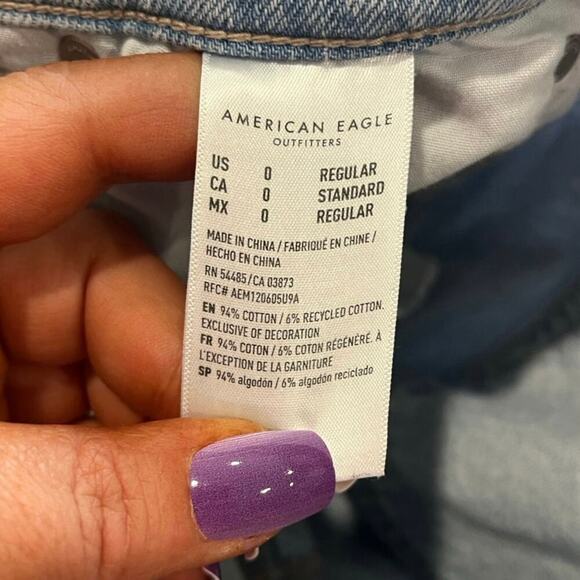 AMERICAN EAGLE
OUTFITTERS
US 0 REGULAR
CA 0 STANDARD
MX 0 REGULAR
MADE IN CHINA / FABRIQUÉ EN CHINE /
HECHO EN CHINA
RN 54485/CA 03873
RFC# AEM120605U9A
EN 94% COTTON / 6% RECYCLED COTTON.
EXCLUSIVE OF DECORATION
FR 94% COTON / 6% COTON RÉGÉNÉRÉ. À
L'EXCEPTION DE LA GARNITURE
SP 94% algodón / 6% algodón reciclado